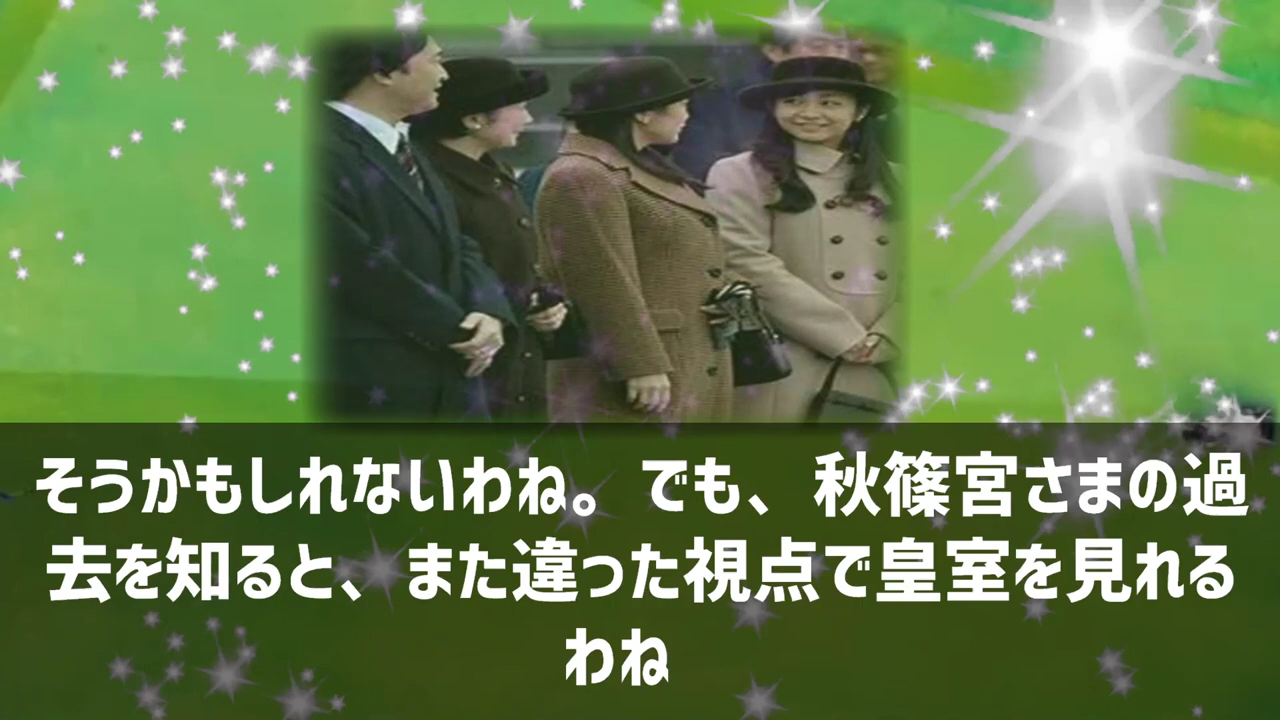 そうかもしれないわね。でも、秋篠宮さまの過
去を知ると、また違った視点で皇室を見れる
わね